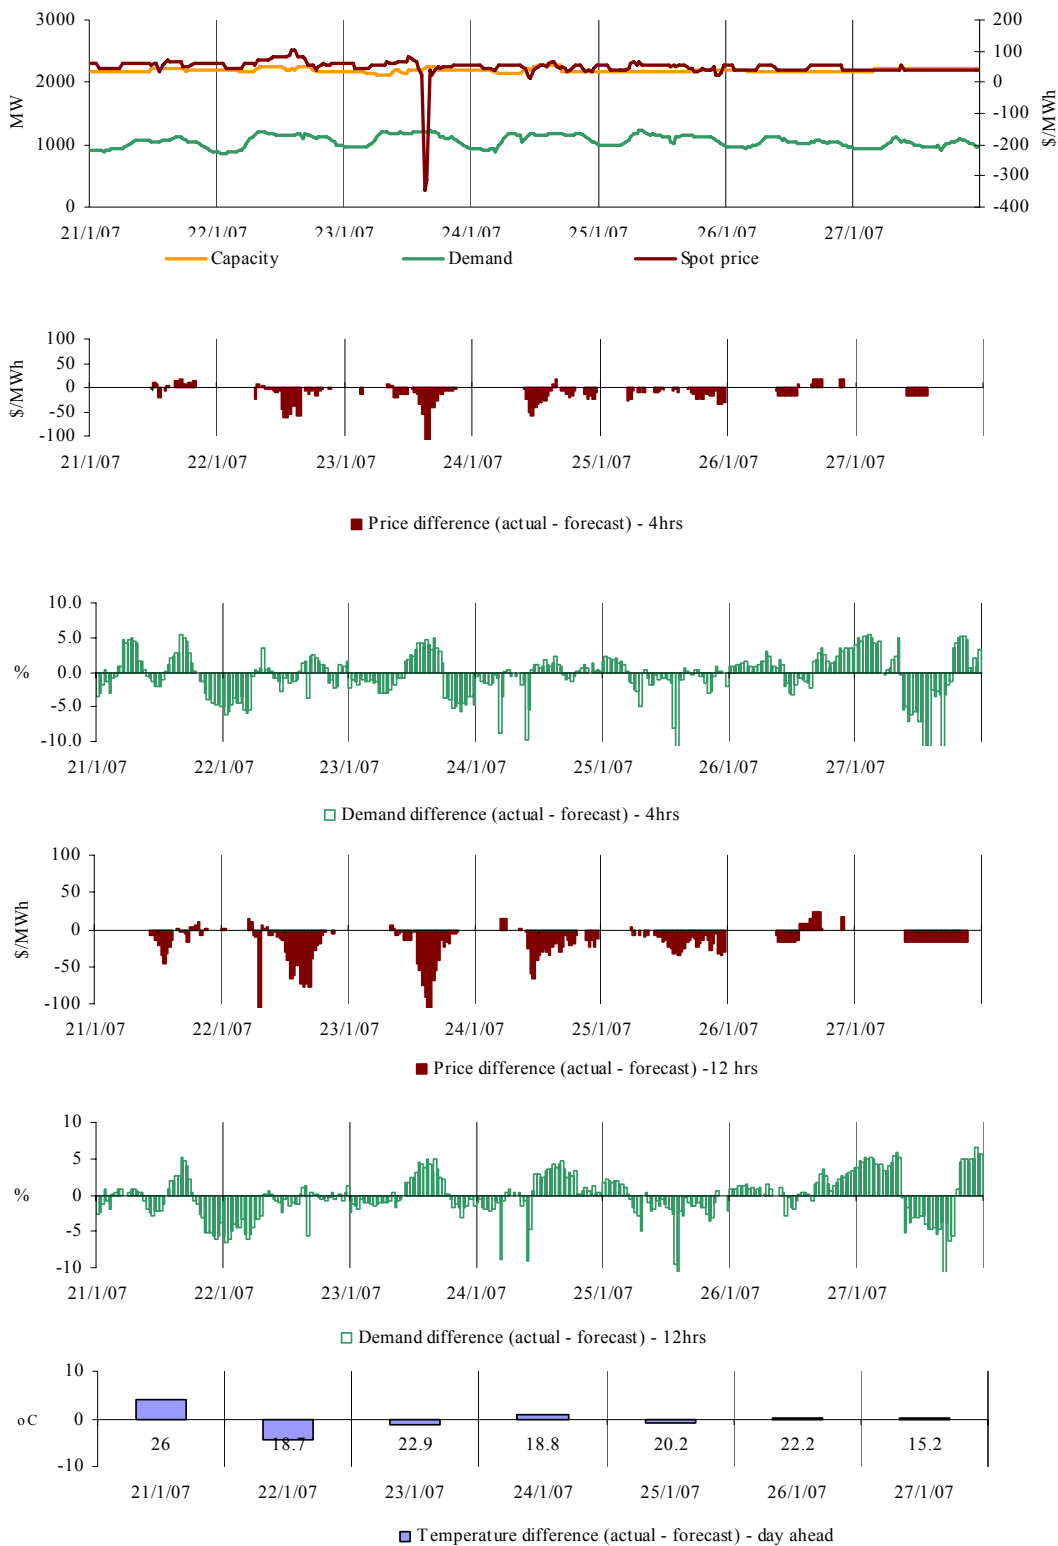 3000 200
100
2000 0
MW -100 $/MWh
1000 -200
-300
0 -400
21/1/07 22/1/07 23/1/07 24/1/07 25/1/07 26/1/07 27/1/07
Capacity Demand Spot price
100
50
$/MWh
0
-50
-100
21/1/07 22/1/07 23/1/07 24/1/07 25/1/07 26/1/07 27/1/07
Price difference (actual - forecast) - 4hrs
10.0
5.0
% 0.0
-5.0
-10.0
21/1/07 22/1/07 23/1/07 24/1/07 25/1/07 26/1/07 27/1/07
Demand difference (actual - forecast) - 4hrs
100
50
$/MWh 0
-50
-100
21/1/07 22/1/07 23/1/07 24/1/07 25/1/07 26/1/07 27/1/07
Price difference (actual - forecast) -12 hrs
10
5
% 0
-5
-10
21/1/07 22/1/07 23/1/07 24/1/07 25/1/07 26/1/07 27/1/07
Demand difference (actual - forecast) - 12hrs
10
o C 0
26 18.7 22.9 18.8 20.2 22.2 15.2
-10
21/1/07 22/1/07 23/1/07 24/1/07 25/1/07 26/1/07 27/1/07
Temperature difference (actual - forecast) - day ahead